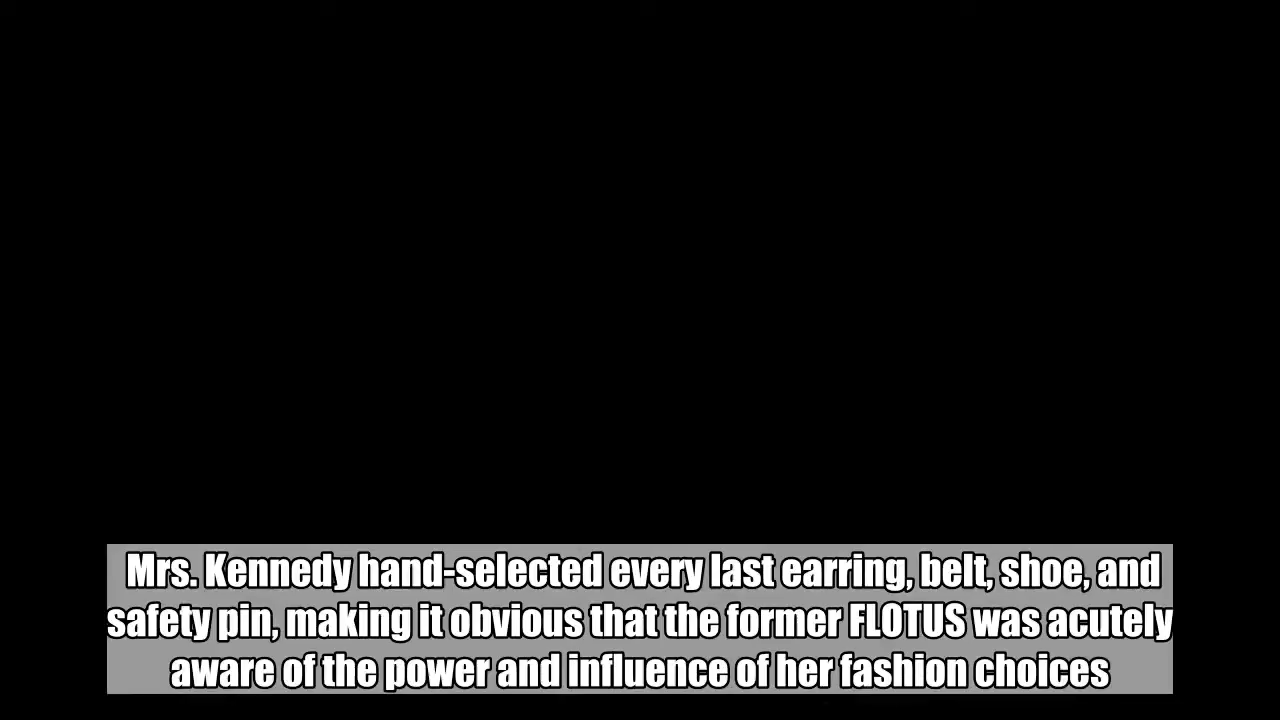 Mrs. Kennedy hand-selected every last earring, belt, shoe, and
safety pin, making it obvious that the former FLOTUS was acutely
aware of the power and influence of her fashion choices